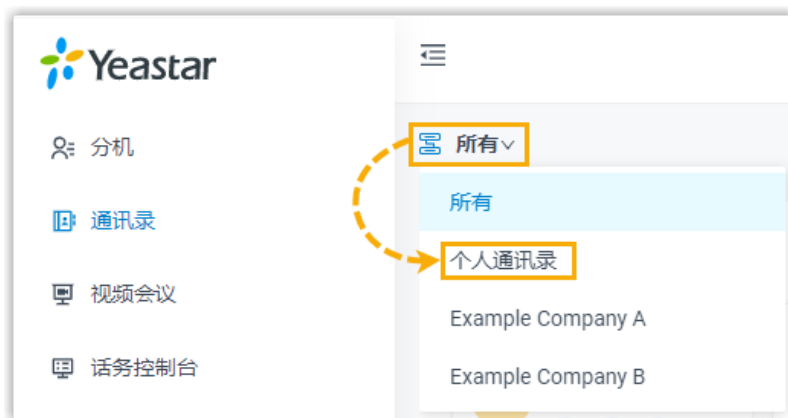 Yeastar
分机
通讯录
视频会议
话务控制台
所有
所有
个人通讯录
Example Company A
Example Company B